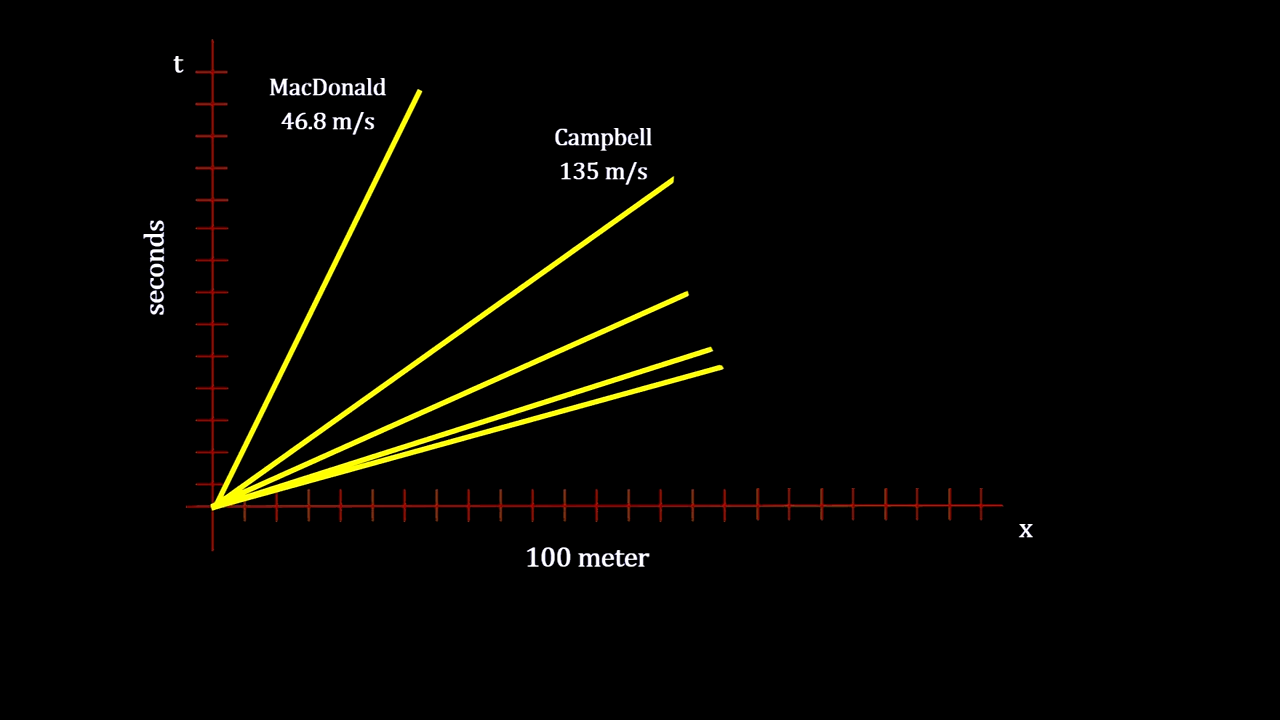 t
MacDonald
46.8 m/s
Campbell
135 m/s
seconds
x
100 meter